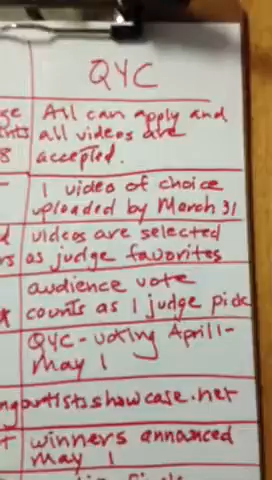 QYC
All can apply and
all videos are
accepted.
8
1 video of choice
uploaded by March 31
videos are selected
as judge favorites
audience vote
counts as 1 judge pick
QYC - voting April 1 -
May 1
artistsshowcase.net
winners announced
May 1